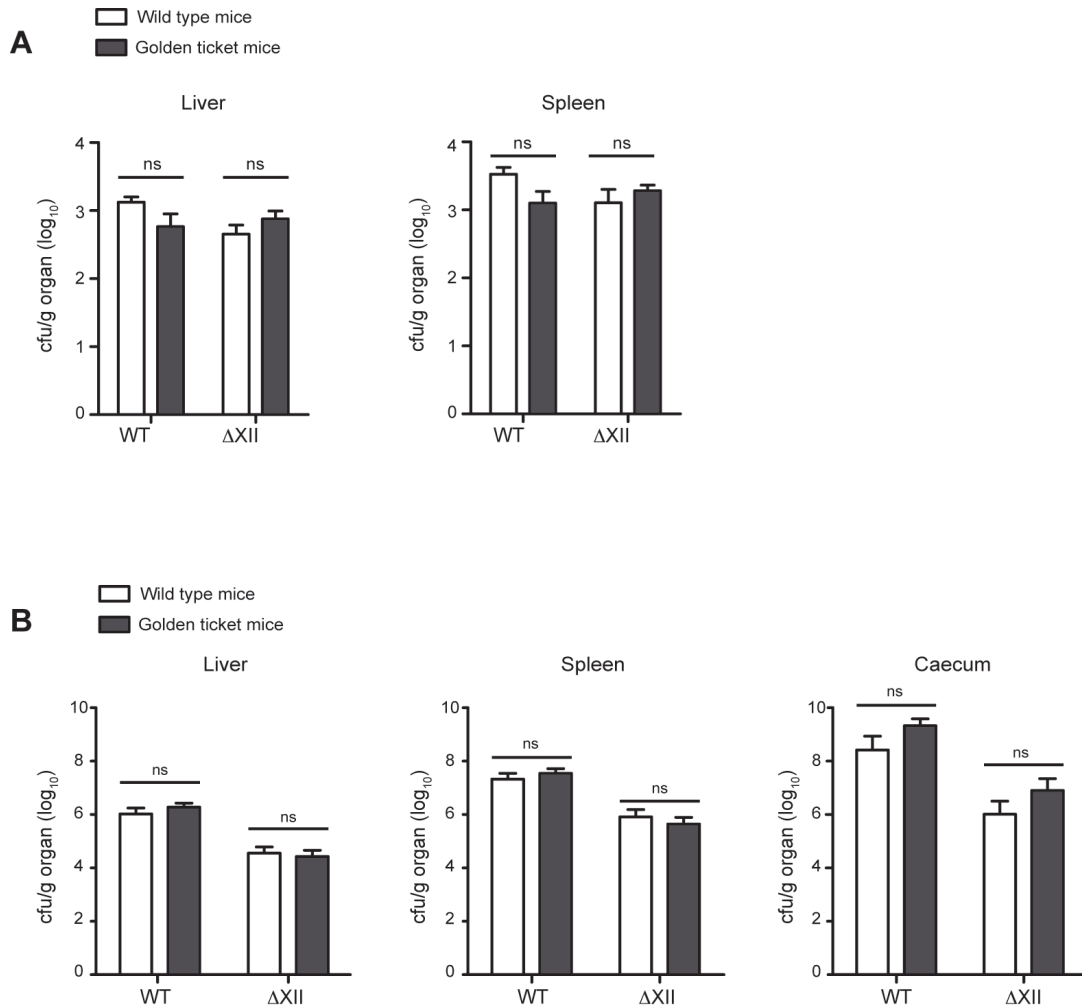 A
Wild type mice
Golden ticket mice
Liver
Spleen
cfu/g organ (log₁₀)
4
3
2
1
0
ns
ns
WT
ΔXII
cfu/g organ (log₁₀)
4
3
2
1
0
ns
ns
WT
ΔXII
B
Wild type mice
Golden ticket mice
Liver
Spleen
Caecum
cfu/g organ (log₁₀)
10
8
6
4
2
0
ns
ns
WT
ΔXII
cfu/g organ (log₁₀)
10
8
6
4
2
0
ns
ns
WT
ΔXII
cfu/g organ (log₁₀)
10
8
6
4
2
0
ns
ns
WT
ΔXII